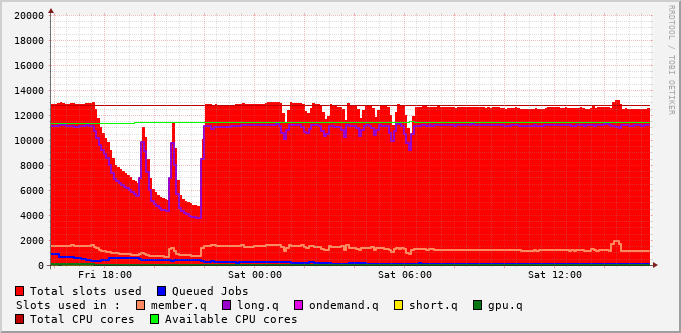 RRDTOOL / TOBI OETIKER
20000
18000
16000
14000
12000
10000
8000
6000
4000
2000
0
Fri 18:00 Sat 00:00 Sat 06:00 Sat 12:00
Total slots used Queued Jobs
Slots used in : member.q long.q ondemand.q short.q gpu.q
Total CPU cores Available CPU cores